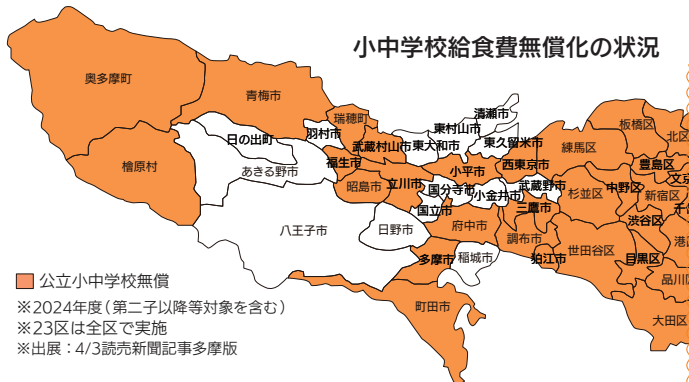 小中学校給食費無償化の状況
奥多摩町
青梅市
瑞穂町
清瀬市
東村山市
板橋区
北区
日の出町
羽村市
武蔵村山市
東大和市
東久留米市
練馬区
檜原村
あきる野市
福生市
小平市
西東京市
豊島区
昭島市
立川市
国分寺市
小金井市
武蔵野市
杉並区
中野区
新宿区
文京
国立市
三鷹市
千代
八王子市
日野市
府中市
調布市
渋谷区
港区
世田谷区
多摩市
稲城市
狛江市
目黒区
品川区
町田市
大田区
公立小中学校無償
※2024年度(第二子以降等対象を含む)
※23区は全区で実施
※出展：4/3読売新聞記事多摩版